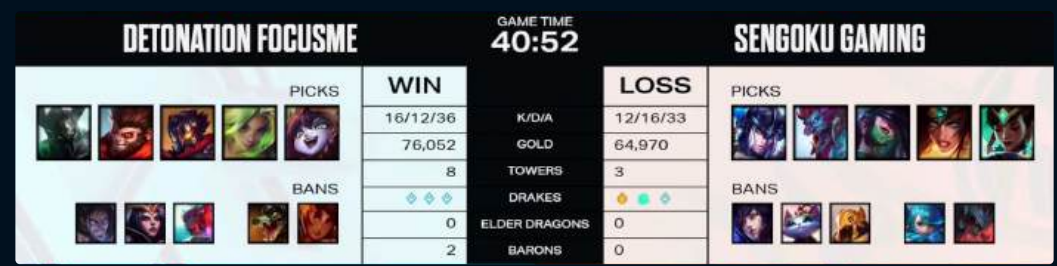 DETONATION FOCUSME
GAME TIME
40:52
SENGOKU GAMING
PICKS
WIN
LOSS
PICKS
16/12/36 K/D/A 12/16/33
76,052 GOLD 64,970
8 TOWERS 3
BANS
DRAKES
BANS
0 ELDER DRAGONS 0
2 BARONS 0